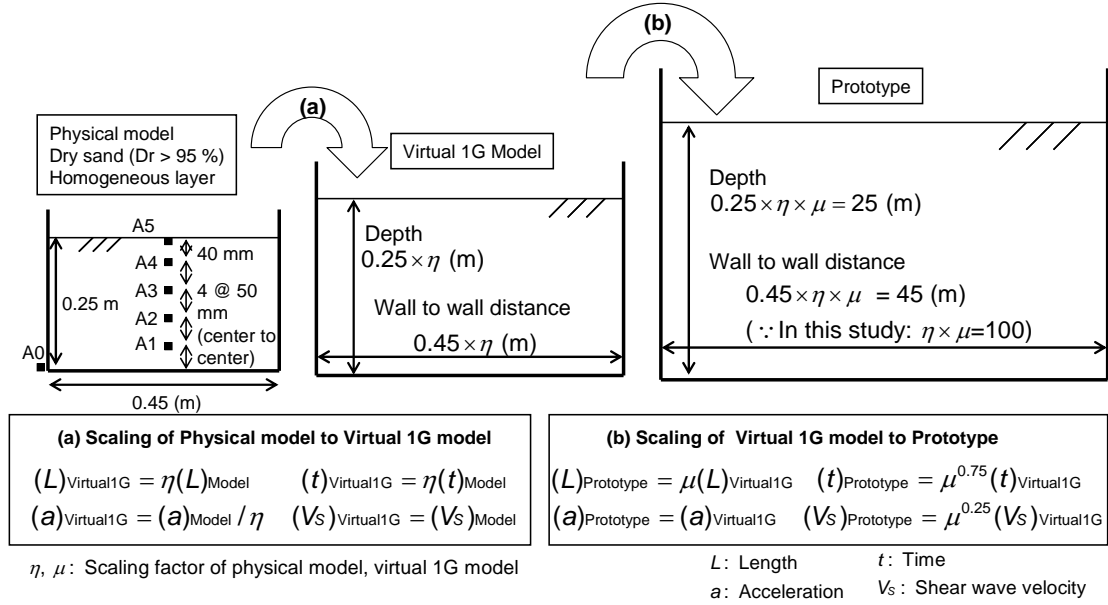 (a)
(b)
Physical model
Dry sand (Dr > 95 %)
Homogeneous layer
A5
A4
A3
A2
A1
A0
40 mm
4 @ 50
mm
(center to
center)
0.25 m
0.45 (m)
Virtual 1G Model
Depth
0.25×η (m)
Wall to wall distance
0.45×η (m)
Prototype
Depth
0.25×η×μ = 25 (m)
Wall to wall distance
0.45×η×μ = 45 (m)
(∵ In this study: η×μ=100)
(a) Scaling of Physical model to Virtual 1G model
(L)Virtual1G = η(L)Model (t)Virtual1G = η(t)Model
(a)Virtual1G = (a)Model / η (Vs)Virtual1G = (Vs)Model
(b) Scaling of Virtual 1G model to Prototype
(L)Prototype = μ(L)Virtual1G (t)Prototype = μ^0.75(t)Virtual1G
(a)Prototype = (a)Virtual1G (Vs)Prototype = μ^0.25(Vs)Virtual1G
η, μ: Scaling factor of physical model, virtual 1G model
L: Length t: Time
a: Acceleration Vs: Shear wave velocity